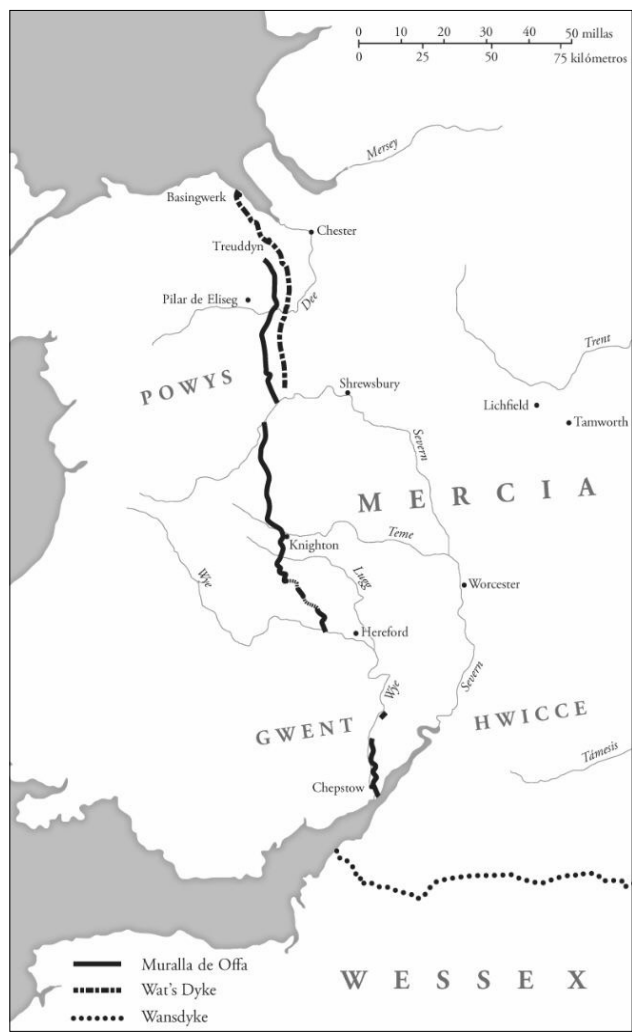 0 10 20 30 40 50 millas
0 25 50 75 kilómetros
Mersey
Basingwerk
Chester
Treuddyn
Dee
Pilar de Eliseg
Trent
POWYS
Shrewsbury
Lichfield
Tamworth
Severn
MERCIA
Knighton
Teme
Wye
Lugg
Worcester
Hereford
Wye
Severn
GWENT
HWICCE
Támesis
Chepstow
Muralla de Offa
Wat's Dyke
Wansdyke
WESSEX